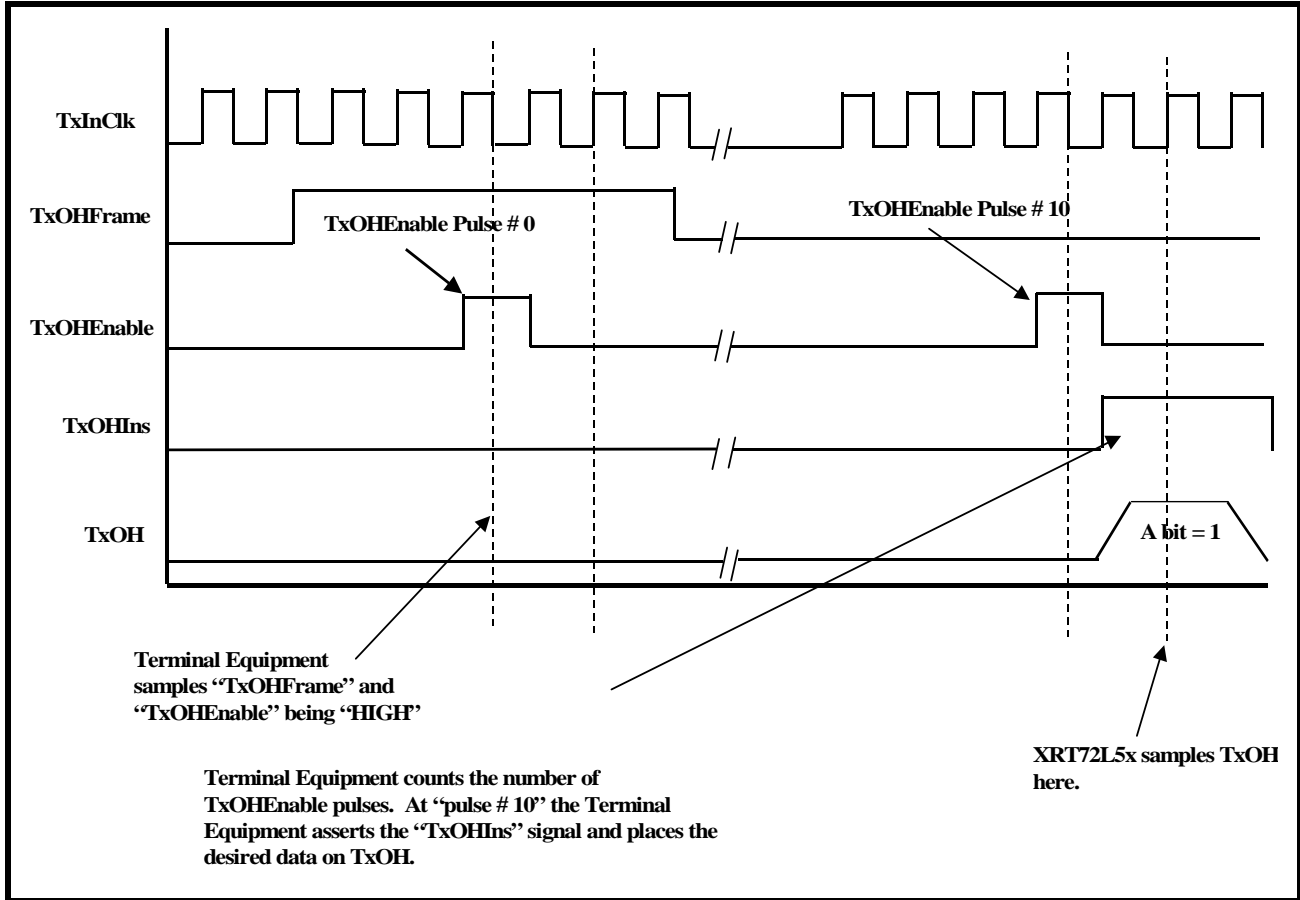 TxInClk
TxOHFrame
TxOHEnable Pulse # 0
TxOHEnable Pulse # 10
TxOHEnable
TxOHIns
TxOH
A bit = 1
Terminal Equipment
samples “TxOHFrame” and
“TxOHEnable” being “HIGH”
XRT72L5x samples TxOH
here.
Terminal Equipment counts the number of
TxOHEnable pulses. At “pulse # 10” the Terminal
Equipment asserts the “TxOHIns” signal and places the
desired data on TxOH.